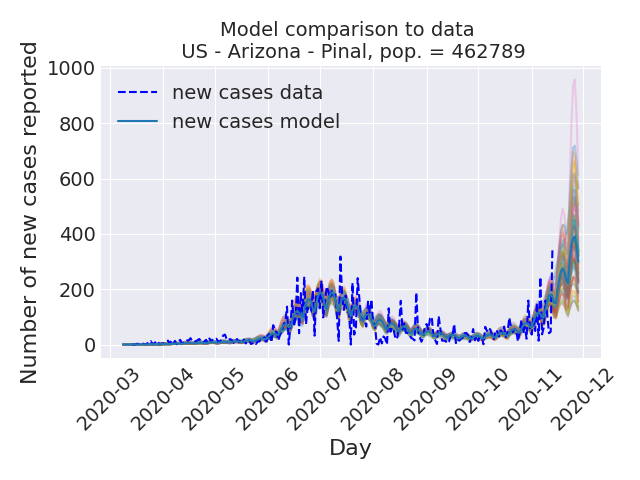 Model comparison to data
US - Arizona - Pinal, pop. = 462789
Number of new cases reported
1000
800
600
400
200
0
new cases data
new cases model
2020-03
2020-04
2020-05
2020-06
2020-07
2020-08
2020-09
2020-10
2020-11
2020-12
Day